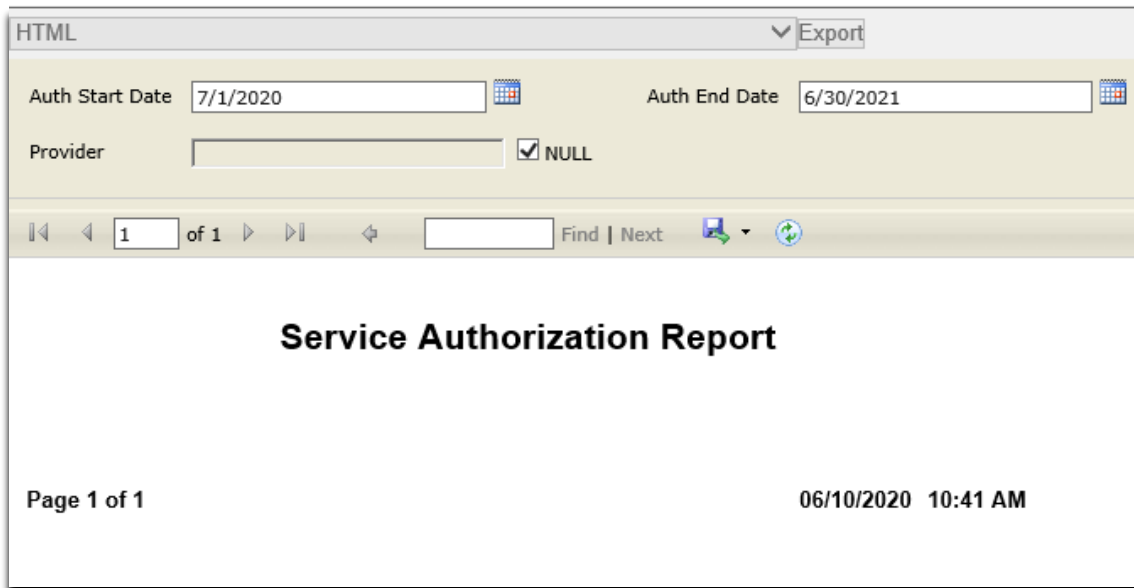 HTML Export
Auth Start Date 7/1/2020 Auth End Date 6/30/2021
Provider NULL
1 of 1 Find | Next
Service Authorization Report
Page 1 of 1 06/10/2020 10:41 AM